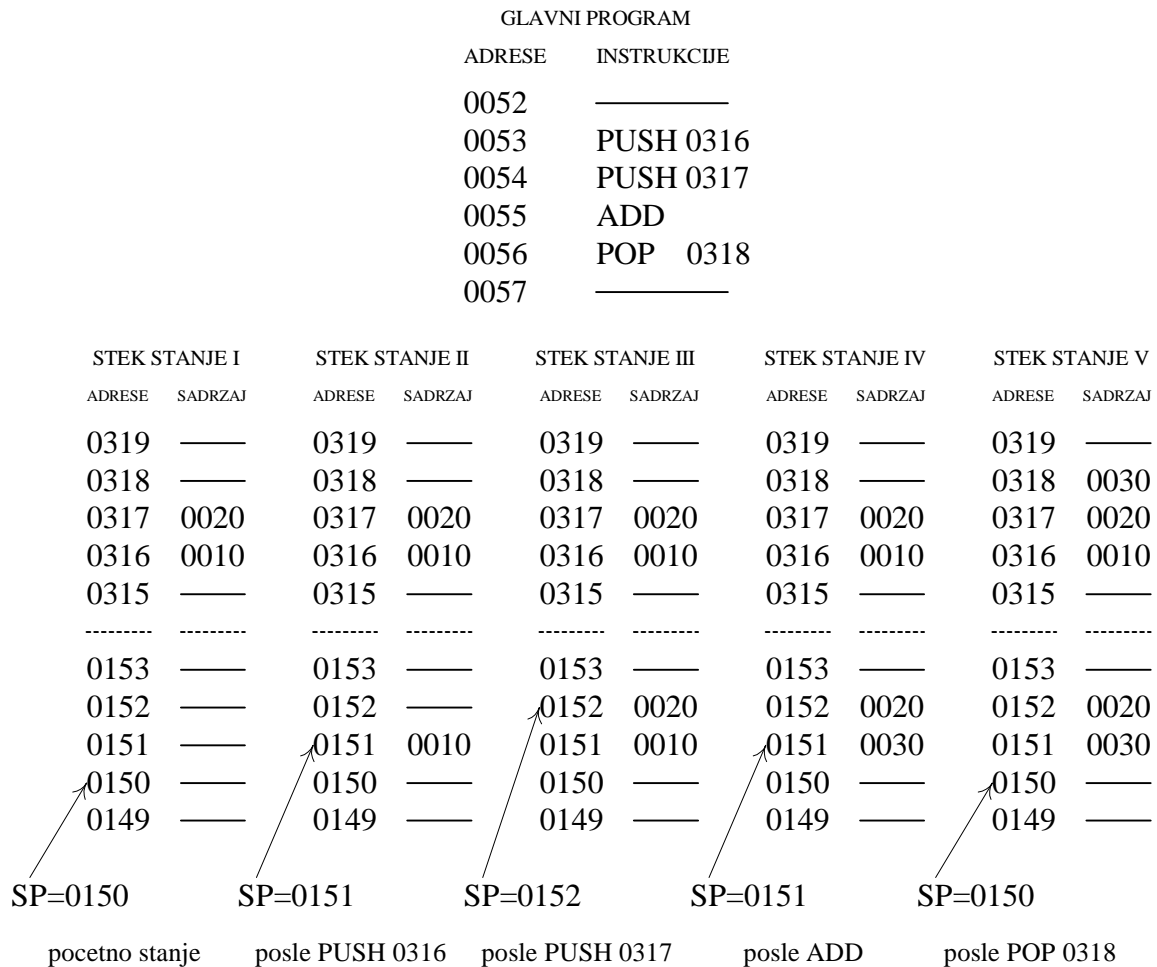 GLAVNI PROGRAM
ADRESE INSTRUKCIJE
0052
0053 PUSH 0316
0054 PUSH 0317
0055 ADD
0056 POP 0318
0057
STEK STANJE I STEK STANJE II STEK STANJE III STEK STANJE IV STEK STANJE V
ADRESE SADRZAJ ADRESE SADRZAJ ADRESE SADRZAJ ADRESE SADRZAJ ADRESE SADRZAJ
0319 0319 0319 0319 0319
0318 0318 0318 0318 0318 0030
0317 0020 0317 0020 0317 0020 0317 0020 0317 0020
0316 0010 0316 0010 0316 0010 0316 0010 0316 0010
0315 0315 0315 0315 0315
0153 0153 0153 0153 0153
0152 0152 0152 0020 0152 0020 0152 0020
0151 0151 0010 0151 0010 0151 0030 0151 0030
0150 0150 0150 0150 0150
0149 0149 0149 0149 0149
SP=0150 SP=0151 SP=0152 SP=0151 SP=0150
pocetno stanje posle PUSH 0316 posle PUSH 0317 posle ADD posle POP 0318